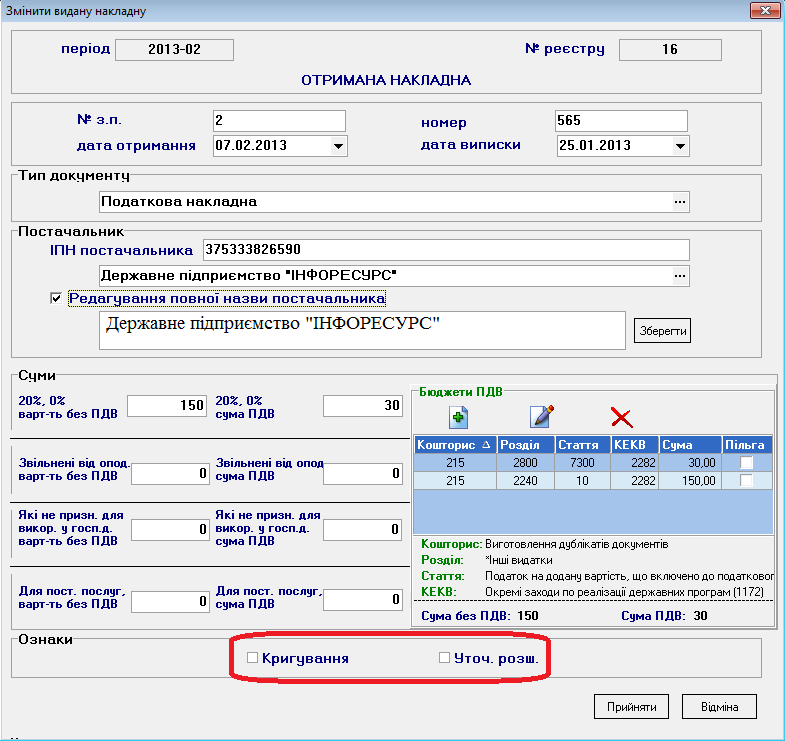 Змінити видану накладну
період 2013-02 № реєстру 16
ОТРИМАНА НАКЛАДНА
№ з.п. 2 номер 565
дата отримання 07.02.2013 дата виписки 25.01.2013
Тип документу
Податкова накладна ...
Постачальник
ІПН постачальника 375333826590
Державне підприємство "ІНФОРЕСУРС" ...
Редагування повної назви постачальника
Державне підприємство "ІНФОРЕСУРС" Зберегти
Суми
20%, 0%
варт-ть без ПДВ 150
20%, 0%
сума ПДВ 30
Звільнені від опод.
варт-ть без ПДВ 0
Звільнені від опод
сума ПДВ 0
Які не призн. для
викор. у госп.д.
варт-ть без ПДВ 0
Які не призн. для
викор. у госп.д.
сума ПДВ 0
Для пост. послуг,
варт-ть без ПДВ 0
Для пост. послуг,
сума ПДВ 0
Бюджети ПДВ
Кошторис Розділ Стаття КЕКВ Сума Пільга
215 2800 7300 2282 30,00
215 2240 10 2282 150,00
Кошторис: Виготовлення дублікатів документів
Розділ: *Інші видатки
Стаття: Податок на додану вартість, що включено до податковог
КЕКВ: Окремі заходи по реалізації державних програм (1172)
Сума без ПДВ: 150 Сума ПДВ: 30
Ознаки
Кригування Уточ. розш.
Прийняти Відміна